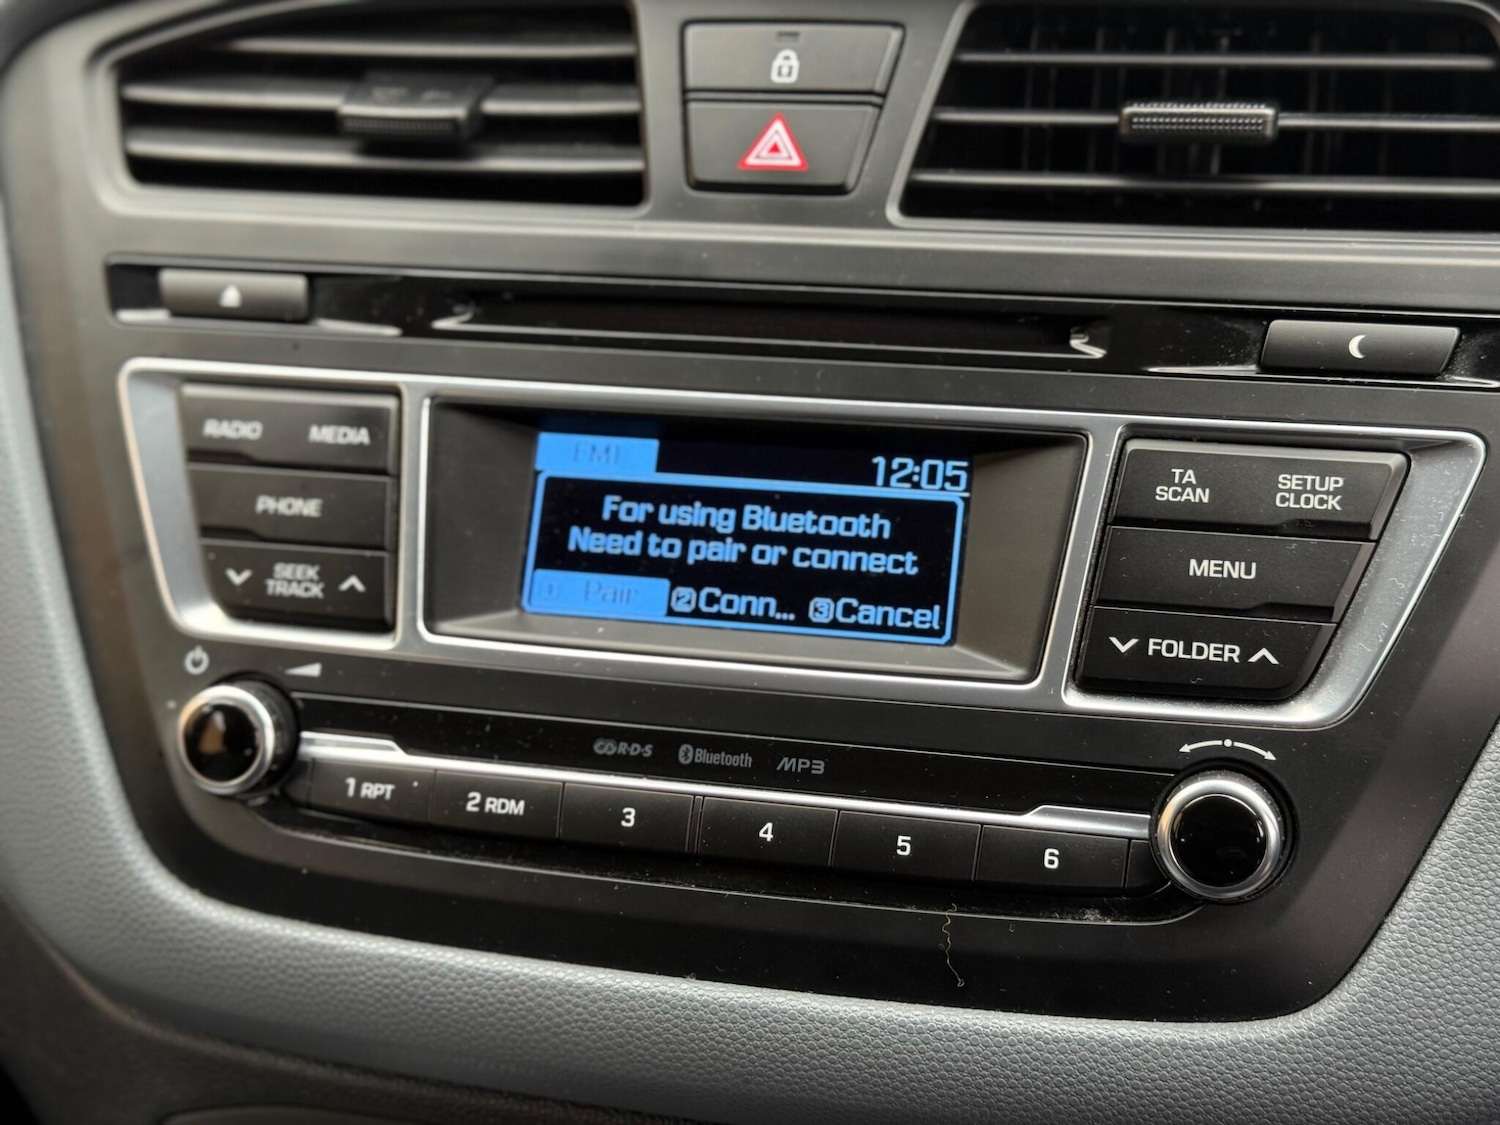 RADIO MEDIA
PHONE
SEEK
TRACK
FM1
12:05
For using Bluetooth
Need to pair or connect
1 Pair 2 Conn... 3 Cancel
TA
SCAN
SETUP
CLOCK
MENU
FOLDER
R·D·S Bluetooth MP3
1 RPT 2 RDM 3 4 5 6